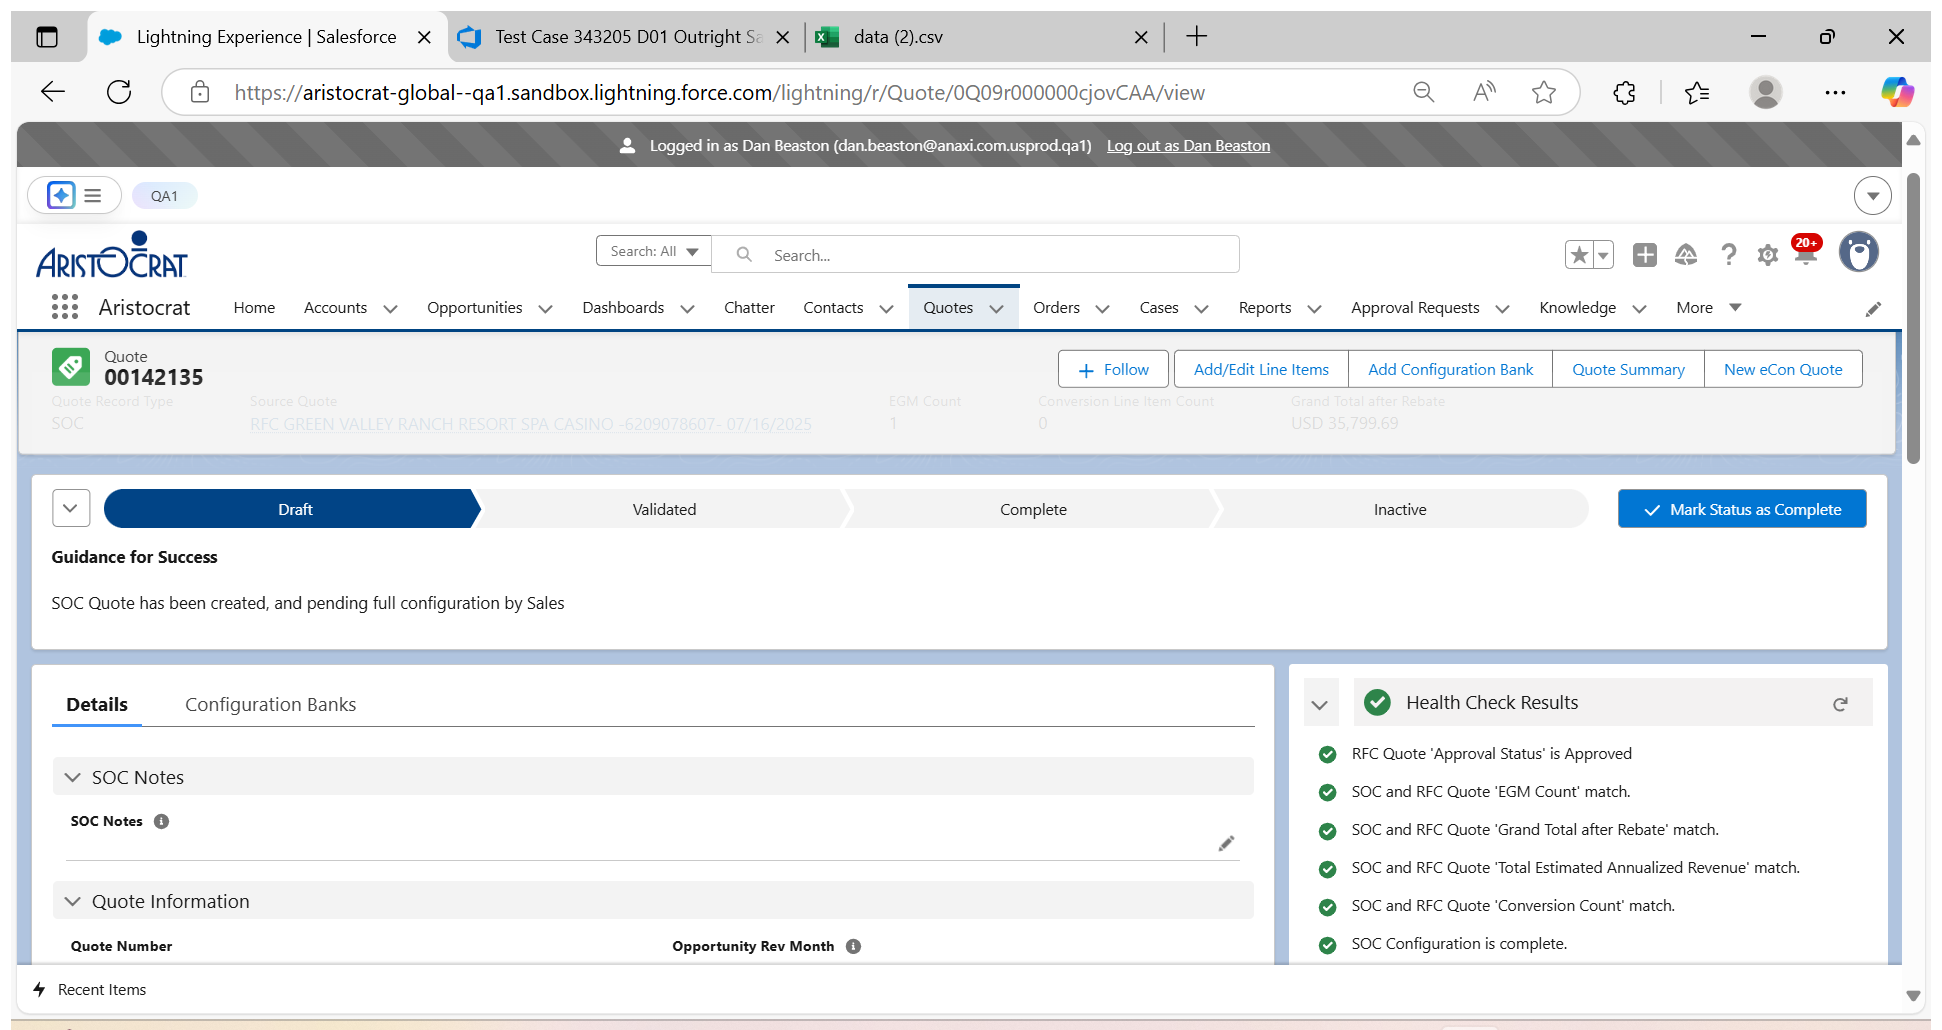 Lightning Experience | Salesforce
Test Case 343205 D01 Outright Sa
data (2).csv
https://aristocrat-global--qa1.sandbox.lightning.force.com/lightning/r/Quote/0Q09r000000cjovCAA/view
Logged in as Dan Beaston (dan.beaston@anaxi.com.usprod.qa1) Log out as Dan Beaston
QA1
ARISTOCRAT
Search: All
Search...
20+
Aristocrat Home Accounts Opportunities Dashboards Chatter Contacts Quotes Orders Cases Reports Approval Requests Knowledge More
Quote
00142135
Follow Add/Edit Line Items Add Configuration Bank Quote Summary New eCon Quote
Quote Record Type Source Quote EGM Count Conversion Line Item Count Grand Total after Rebate
SOC RFC GREEN VALLEY RANCH RESORT SPA CASINO -6209078607- 07/16/2025 1 0 USD 35,799.69
Draft Validated Complete Inactive Mark Status as Complete
Guidance for Success
SOC Quote has been created, and pending full configuration by Sales
Details Configuration Banks
SOC Notes
SOC Notes
Quote Information
Quote Number Opportunity Rev Month
Health Check Results
RFC Quote 'Approval Status' is Approved
SOC and RFC Quote 'EGM Count' match.
SOC and RFC Quote 'Grand Total after Rebate' match.
SOC and RFC Quote 'Total Estimated Annualized Revenue' match.
SOC and RFC Quote 'Conversion Count' match.
SOC Configuration is complete.
Recent Items